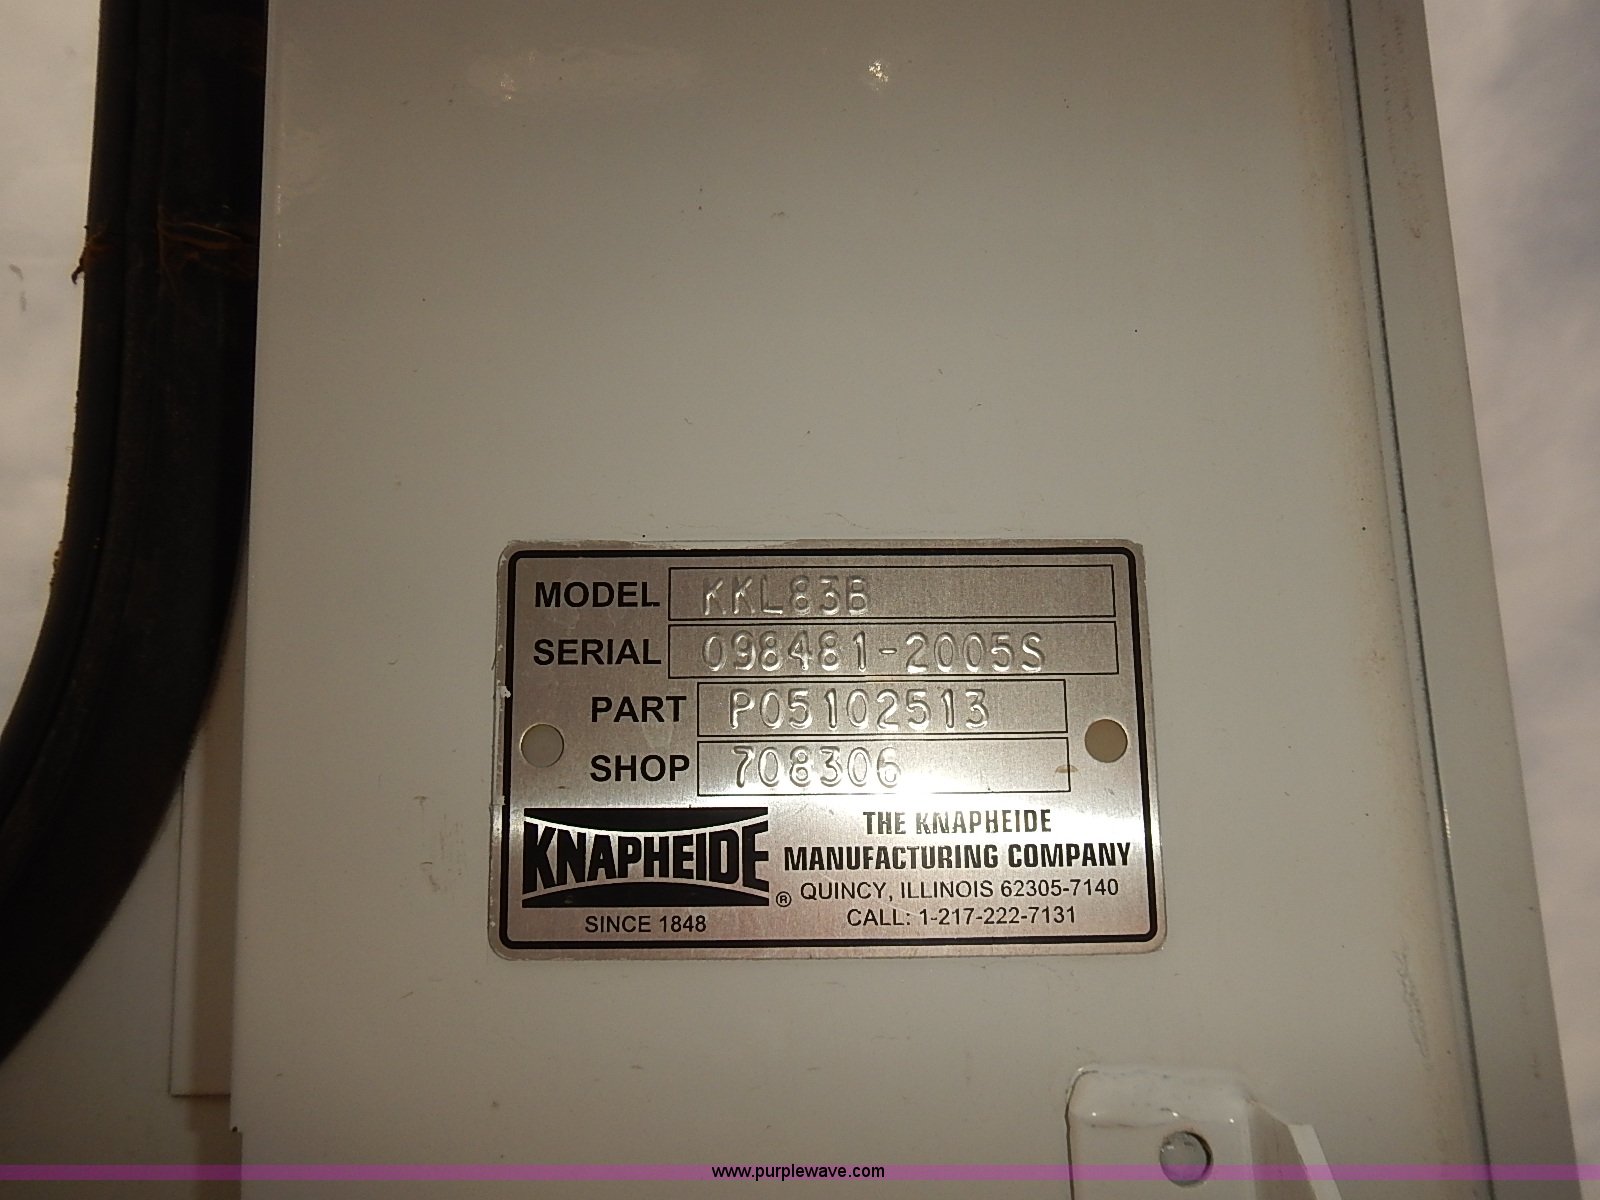 MODEL KKL83B
SERIAL 098481-2005S
PART P05102513
SHOP 708306
KNAPHEIDE ®
SINCE 1848
THE KNAPHEIDE
MANUFACTURING COMPANY
QUINCY, ILLINOIS 62305-7140
CALL: 1-217-222-7131
www.purplewave.com